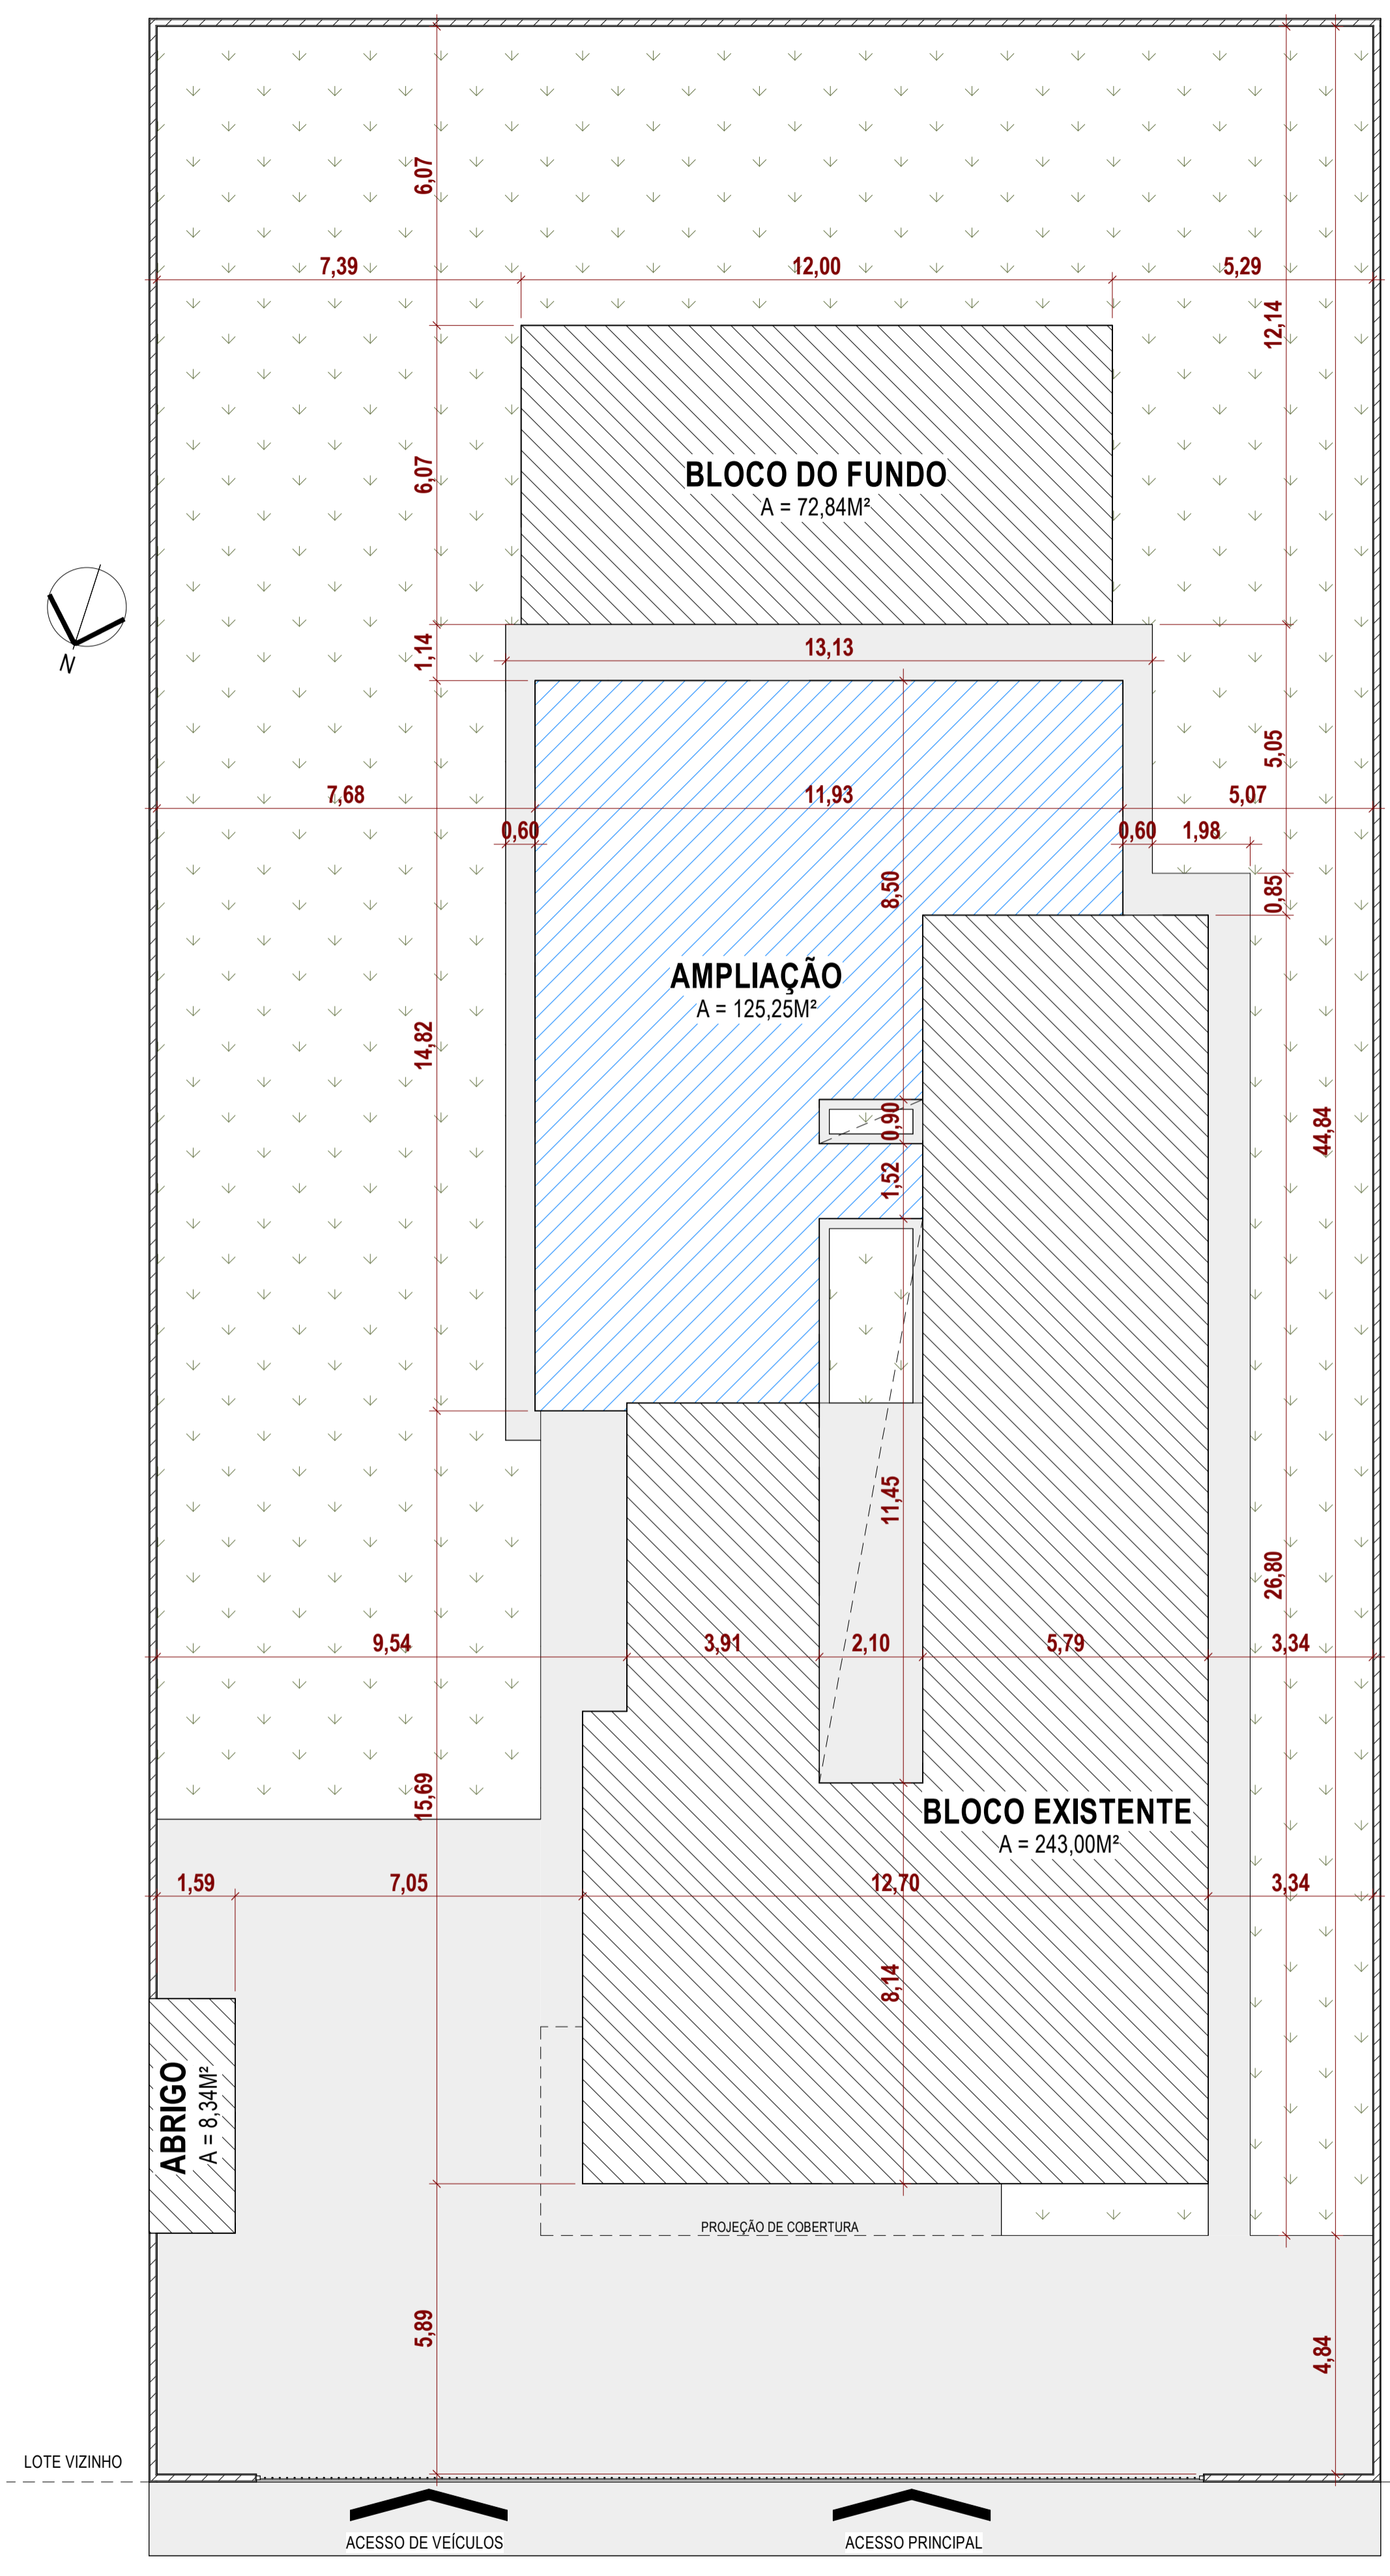 6,07
7,39
12,00
5,29
12,14
BLOCO DO FUNDO
A = 72,84M²
6,07
N
1,14
13,13
5,05
7,68
11,93
5,07
0,60
0,60
1,98
8,50
0,85
AMPLIAÇÃO
A = 125,25M²
14,82
0,90
44,84
1,52
11,45
26,80
9,54
3,91
2,10
5,79
3,34
15,69
BLOCO EXISTENTE
A = 243,00M²
1,59
7,05
12,70
3,34
8,14
ABRIGO
A = 8,34M²
PROJEÇÃO DE COBERTURA
5,89
4,84
LOTE VIZINHO
ACESSO DE VEÍCULOS
ACESSO PRINCIPAL